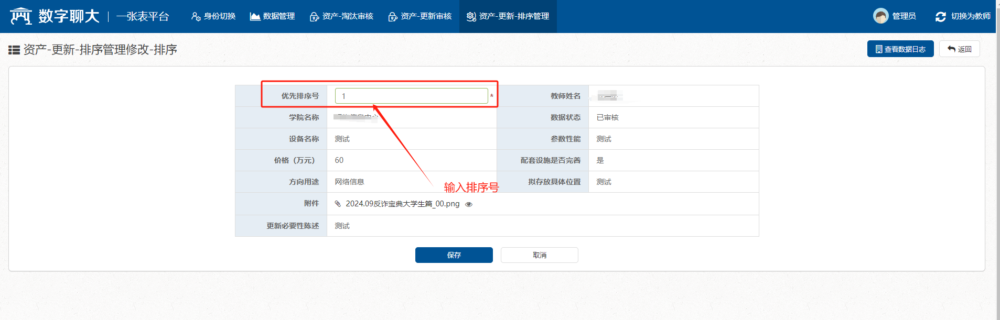 数字聊大 一张表平台 身份切换 数据管理 资产-淘汰审核 资产-更新审核 资产-更新-排序管理 管理员 切换为教师
资产-更新-排序管理修改-排序 查看数据日志 返回
优先排序号 1 * 教师姓名
学院名称 数据状态 已审核
设备名称 测试 参数性能 测试
价格（万元） 60 配套设施是否完善 是
方向用途 网络信息 拟存放具体位置 测试
输入排序号
附件 2024.09反诈宝典大学生篇_00.png
更新必要性陈述 测试
保存 取消